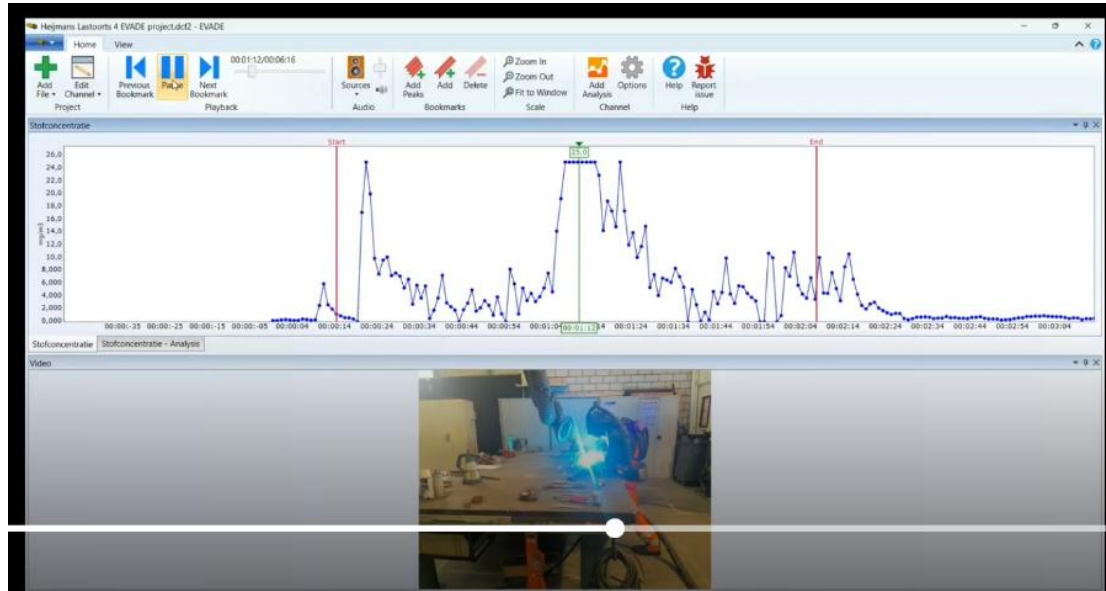 Heijmans Lastoorts 4 EVADE project.dcf2 - EVADE
Home View
00:01:12/00:06:16
Add File
Edit Channel
Previous Bookmark
Pause
Next Bookmark
Sources
Add Peaks
Add
Delete
Zoom In
Zoom Out
Fit to Window
Add Analysis
Options
Help
Report issue
Project Playback Audio Bookmarks Scale Channel Help
Stofconcentratie
Start 25,0 End
26,0
24,0
22,0
20,0
18,0
16,0
14,0
12,0
10,0
8,000
6,000
4,000
2,000
0,000
mg/m3
00:00:-35 00:00:-25 00:00:-15 00:00:-05 00:00:04 00:00:14 00:00:24 00:00:34 00:00:44 00:00:54 00:01:12 00:01:24 00:01:34 00:01:44 00:01:54 00:02:04 00:02:14 00:02:24 00:02:34 00:02:44 00:02:54 00:03:04
Stofconcentratie Stofconcentratie - Analysis
Video